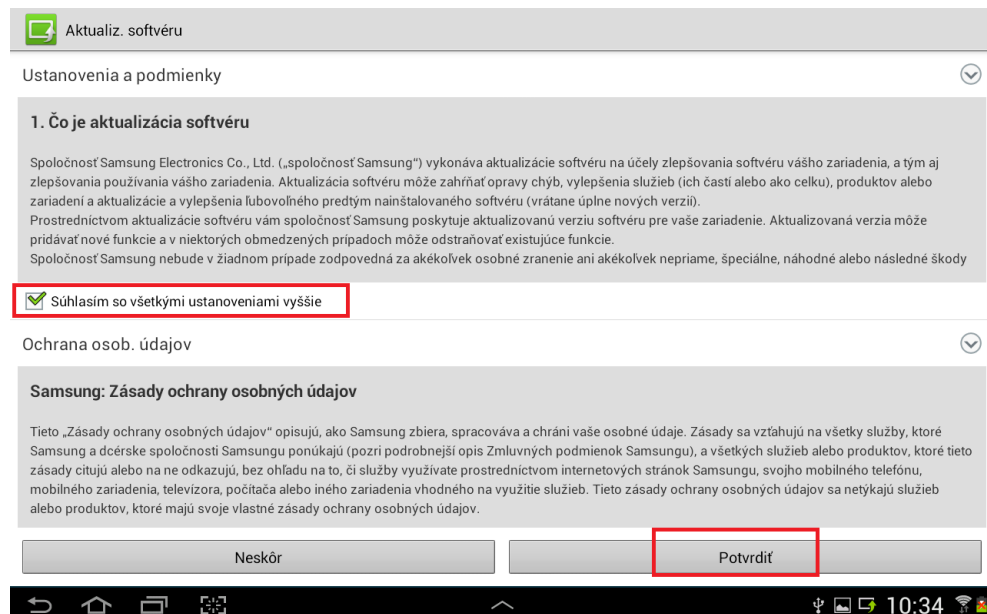 Aktualiz. softvéru
Ustanovenia a podmienky
1. Čo je aktualizácia softvéru
Spoločnosť Samsung Electronics Co., Ltd. („spoločnosť Samsung“) vykonáva aktualizácie softvéru na účely zlepšovania softvéru vášho zariadenia, a tým aj
zlepšovania používania vášho zariadenia. Aktualizácia softvéru môže zahŕňať opravy chýb, vylepšenia služieb (ich častí alebo ako celku), produktov alebo
zariadení a aktualizácie a vylepšenia ľubovoľného predtým nainštalovaného softvéru (vrátane úplne nových verzií).
Prostredníctvom aktualizácie softvéru vám spoločnosť Samsung poskytuje aktualizovanú verziu softvéru pre vaše zariadenie. Aktualizovaná verzia môže
pridávať nové funkcie a v niektorých obmedzených prípadoch môže odstraňovať existujúce funkcie.
Spoločnosť Samsung nebude v žiadnom prípade zodpovedná za akékoľvek osobné zranenie ani akékoľvek nepriame, špeciálne, náhodné alebo následné škody
Súhlasím so všetkými ustanoveniami vyššie
Ochrana osob. údajov
Samsung: Zásady ochrany osobných údajov
Tieto „Zásady ochrany osobných údajov“ opisujú, ako Samsung zbiera, spracováva a chráni vaše osobné údaje. Zásady sa vzťahujú na všetky služby, ktoré
Samsung a dcérske spoločnosti Samsungu ponúkajú (pozri podrobnejší opis Zmluvných podmienok Samsungu), a všetkých služieb alebo produktov, ktoré tieto
zásady citujú alebo na ne odkazujú, bez ohľadu na to, či služby využívate prostredníctvom internetových stránok Samsungu, svojho mobilného telefónu,
mobilného zariadenia, televízora, počítača alebo iného zariadenia vhodného na využitie služieb. Tieto zásady ochrany osobných údajov sa netýkajú služieb
alebo produktov, ktoré majú svoje vlastné zásady ochrany osobných údajov.
Neskôr
Potvrdiť
10:34